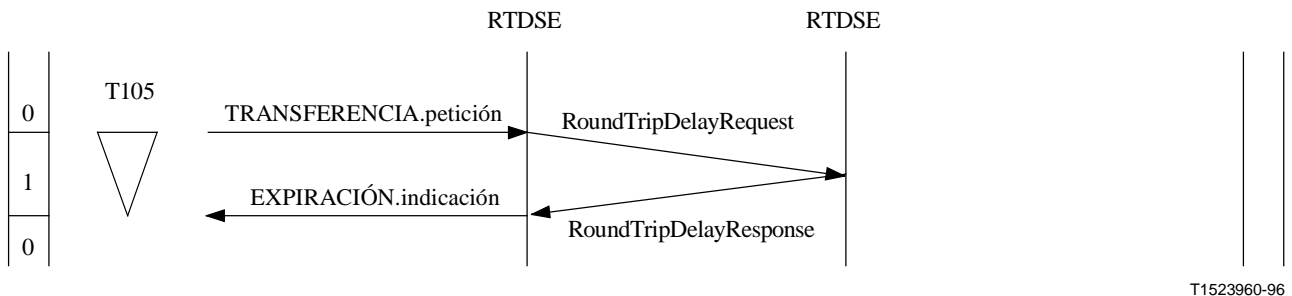 RTDSE
RTDSE
T105
0
TRANSFERENCIA.petición
RoundTripDelayRequest
1
EXPIRACIÓN.indicación
RoundTripDelayResponse
0
T1523960-96